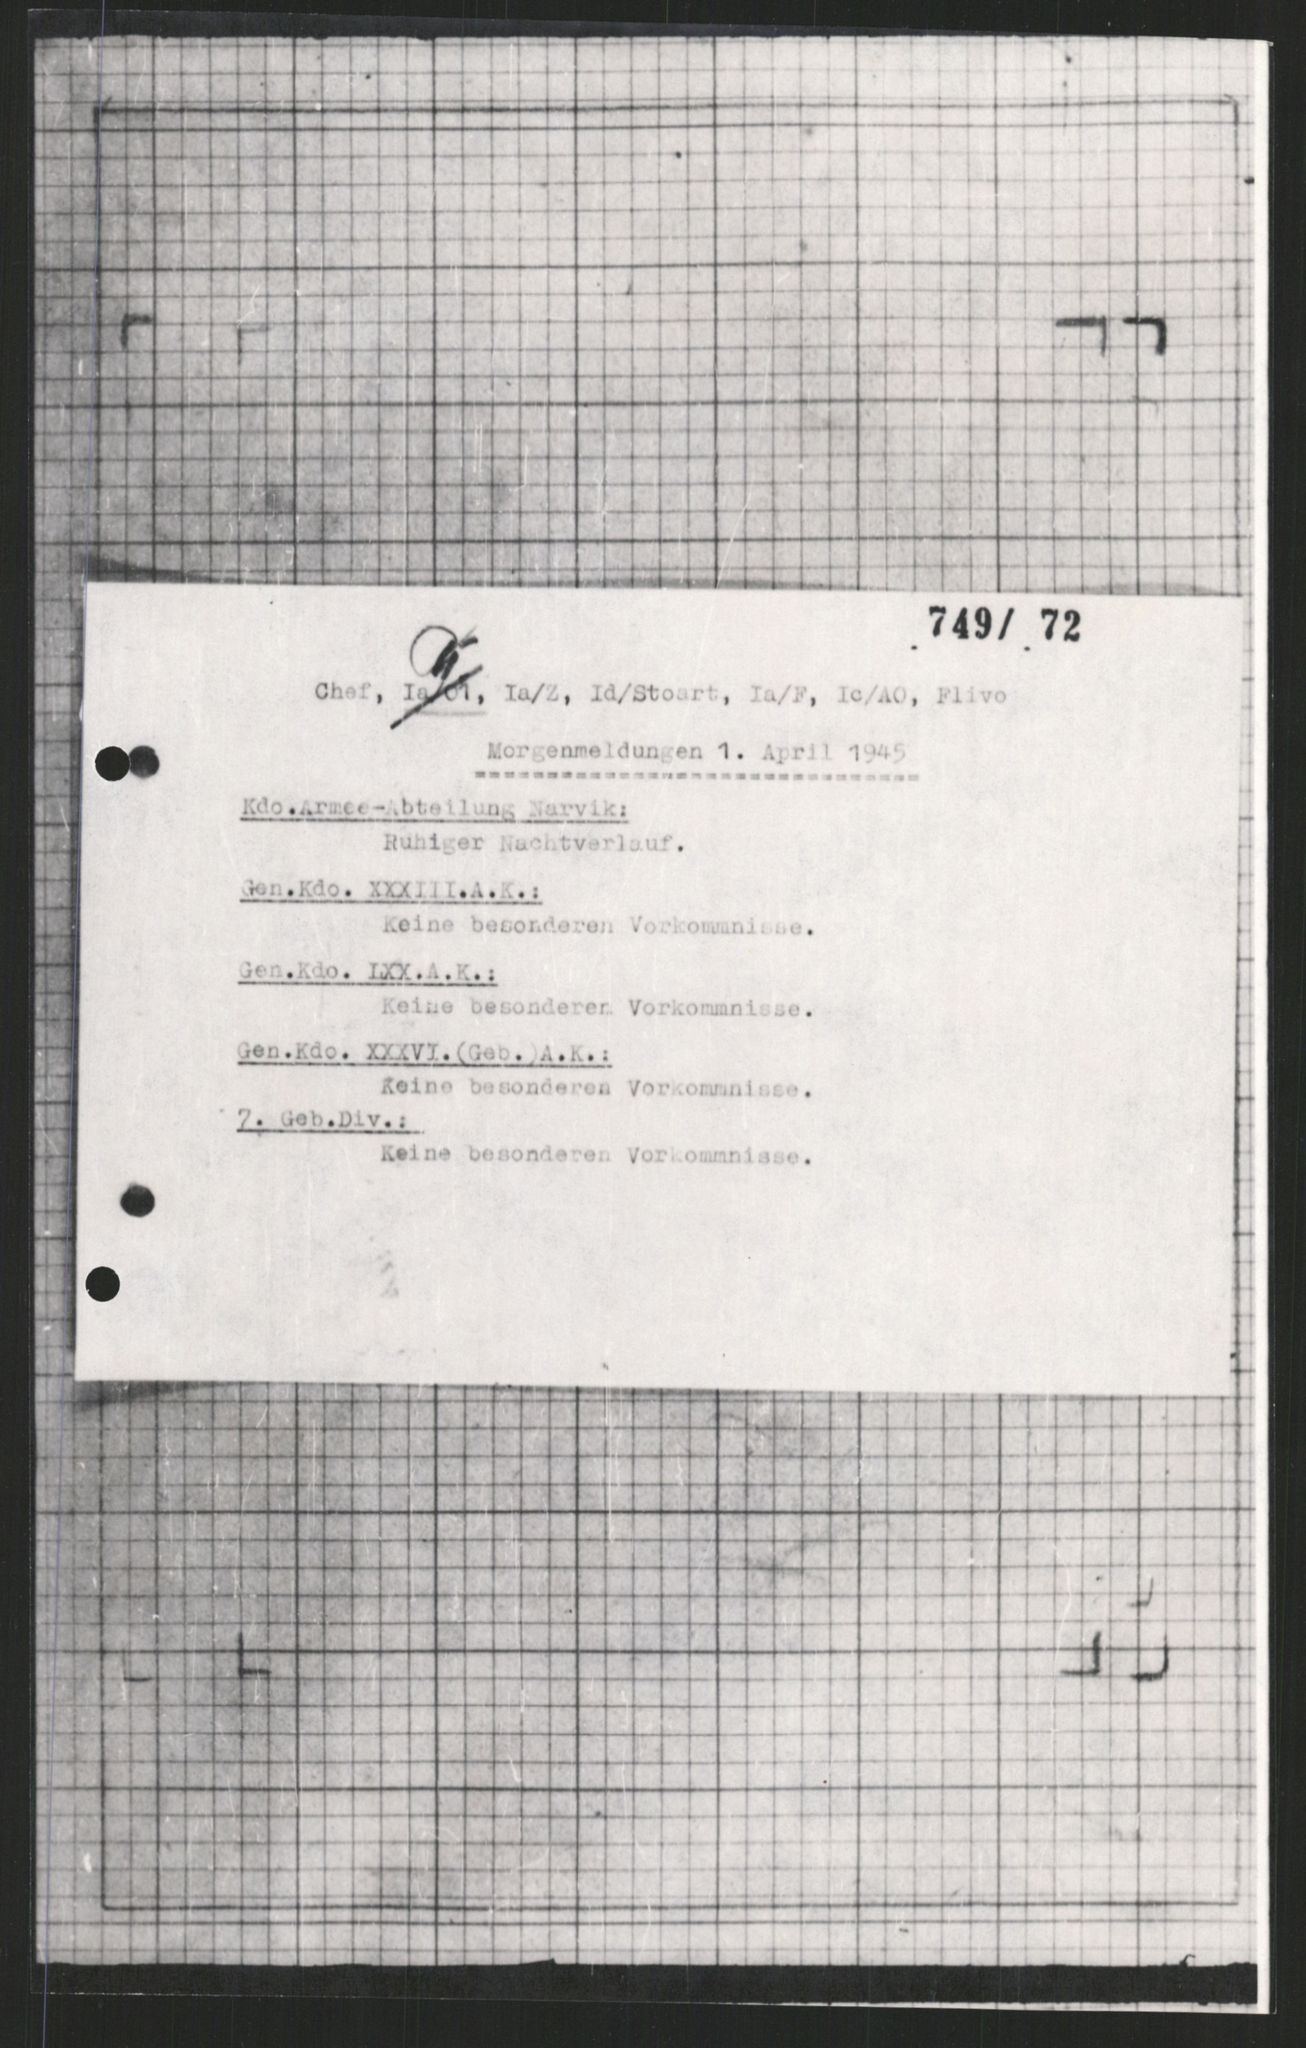 749/ 72
Chef, Ia/O1, Ia/Z, Id/Stoart, Ia/F, Ic/AO, Flivo
Morgenmeldungen 1. April 1945
Kdo.Armee-Abteilung Narvik:
Ruhiger Nachtverlauf.
Gen.Kdo. XXXIII.A.K.:
Keine besonderen Vorkommnisse.
Gen.Kdo. LXX.A.K.:
Keine besonderen Vorkommnisse.
Gen.Kdo. XXXVI.(Geb.)A.K.:
Keine besonderen Vorkommnisse.
7. Geb.Div.:
Keine besonderen Vorkommnisse.